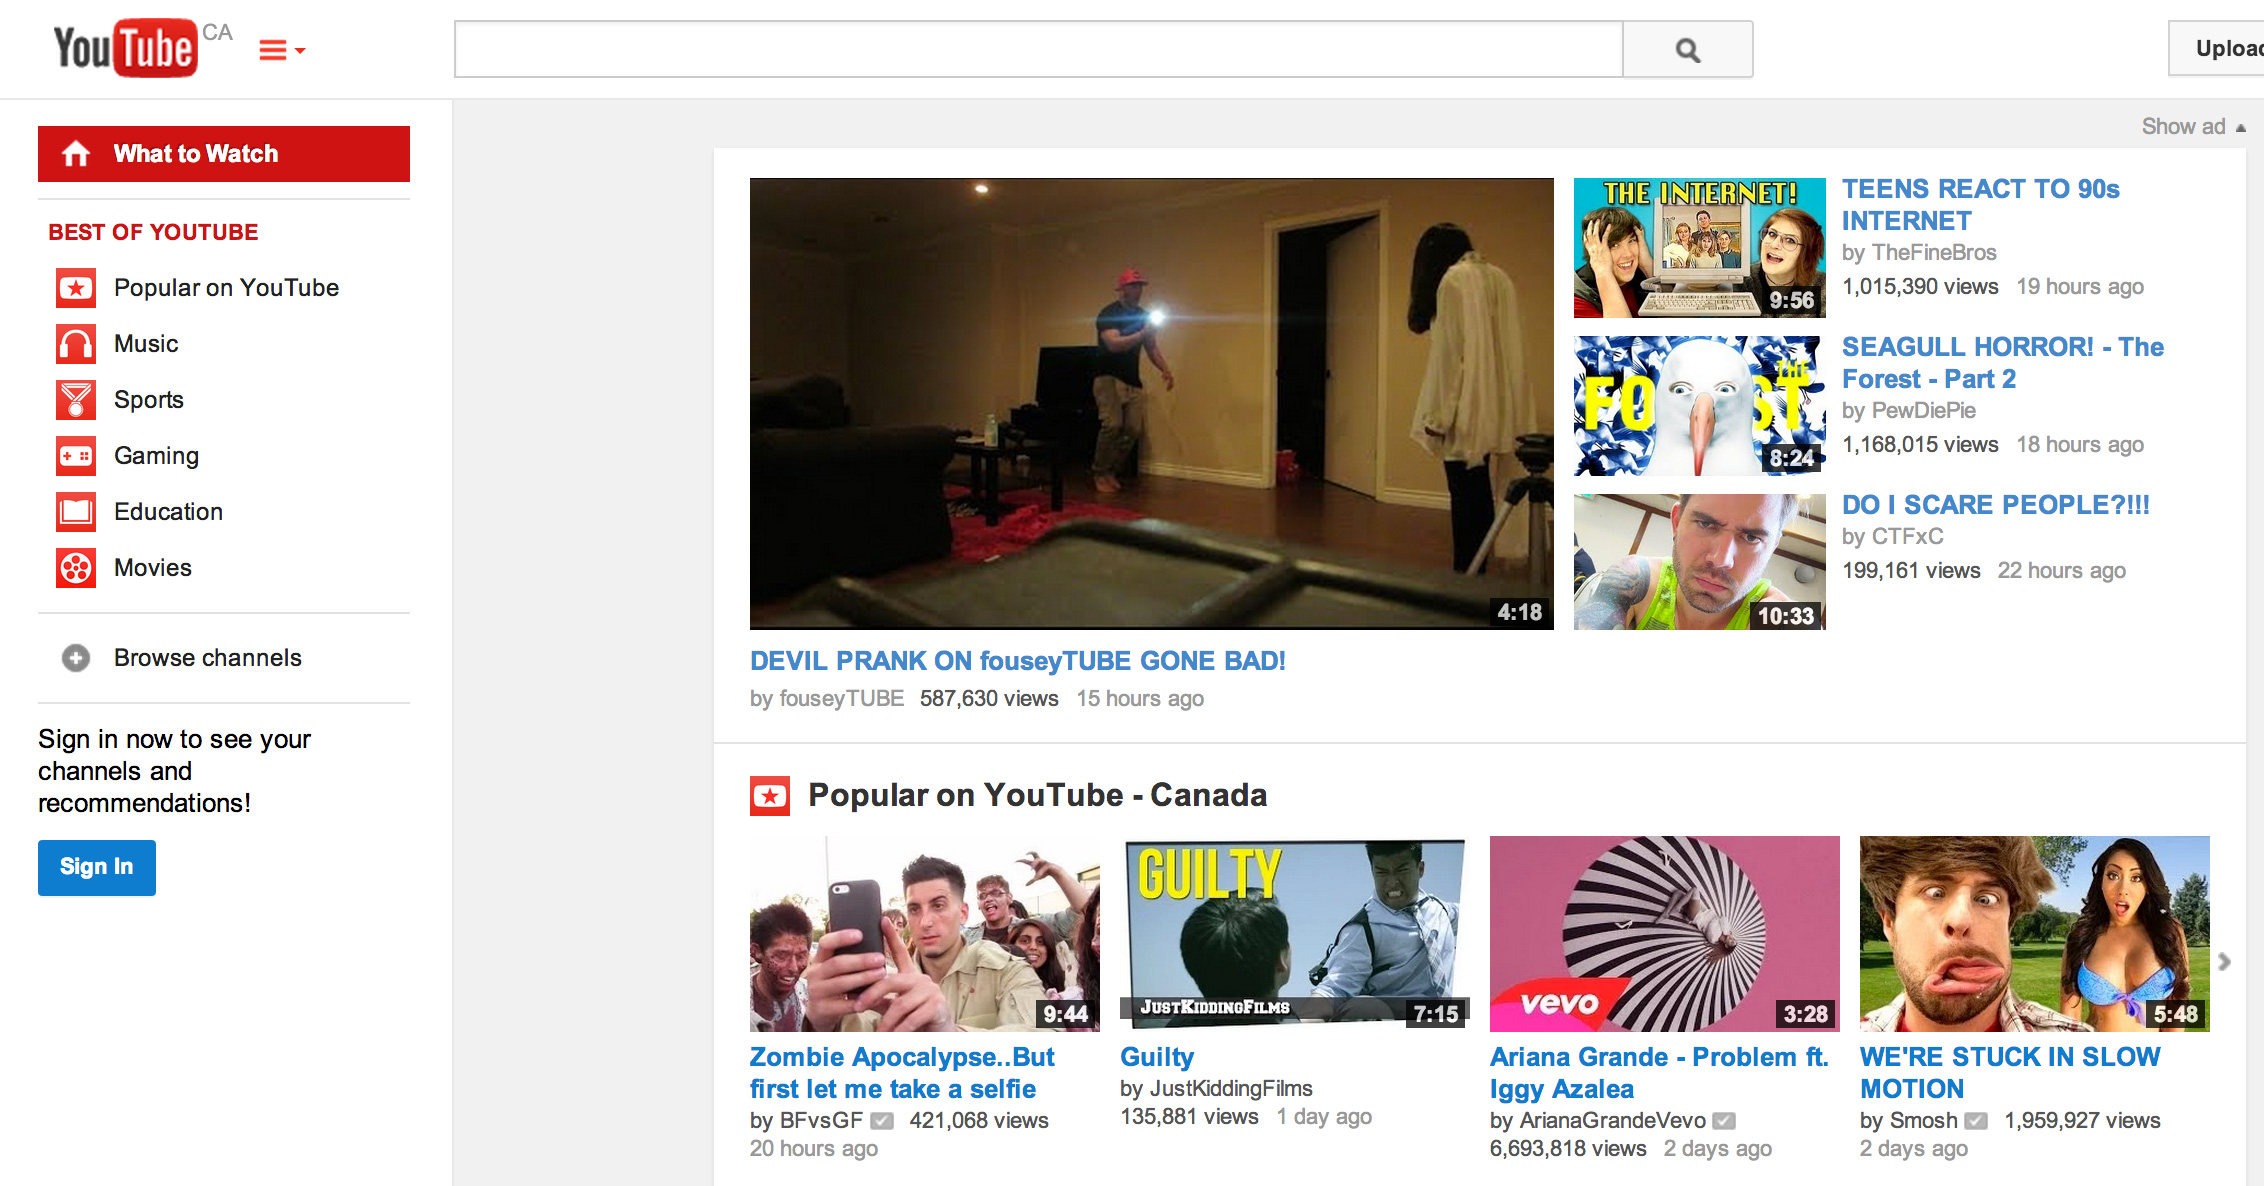 YouTube CA
Upload
What to Watch
BEST OF YOUTUBE
Popular on YouTube
Music
Sports
Gaming
Education
Movies
Browse channels
Sign in now to see your
channels and
recommendations!
Sign In
Show ad
4:18
DEVIL PRANK ON fouseyTUBE GONE BAD!
by fouseyTUBE 587,630 views 15 hours ago
THE INTERNET!
9:56
TEENS REACT TO 90s
INTERNET
by TheFineBros
1,015,390 views 19 hours ago
THE
FOREST
8:24
SEAGULL HORROR! - The
Forest - Part 2
by PewDiePie
1,168,015 views 18 hours ago
10:33
DO I SCARE PEOPLE?!!!
by CTFxC
199,161 views 22 hours ago
Popular on YouTube - Canada
9:44
Zombie Apocalypse..But
first let me take a selfie
by BFvsGF 421,068 views
20 hours ago
GUILTY
JUSTKIDDINGFILMS
7:15
Guilty
by JustKiddingFilms
135,881 views 1 day ago
vevo
3:28
Ariana Grande - Problem ft.
Iggy Azalea
by ArianaGrandeVevo
6,693,818 views 2 days ago
5:48
WE'RE STUCK IN SLOW
MOTION
by Smosh 1,959,927 views
2 days ago